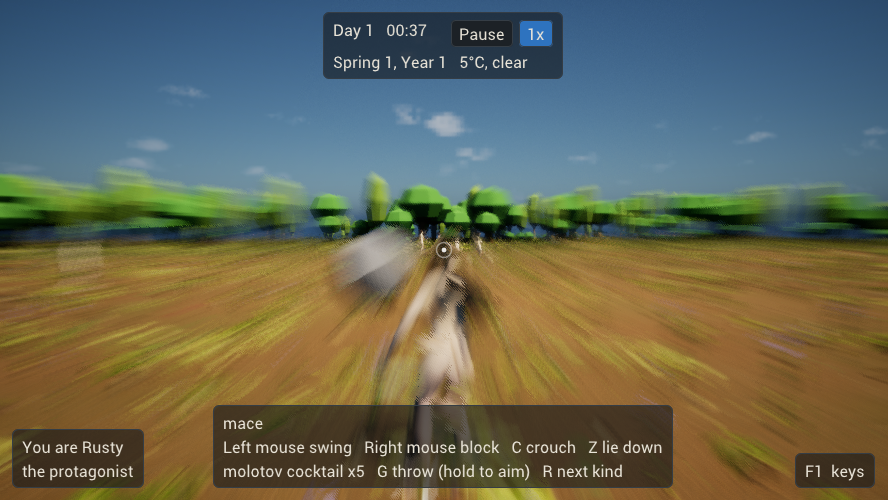 Day 1 00:37 Pause 1x
Spring 1, Year 1 5°C, clear
You are Rusty
the protagonist
mace
Left mouse swing Right mouse block C crouch Z lie down
molotov cocktail x5 G throw (hold to aim) R next kind
F1 keys